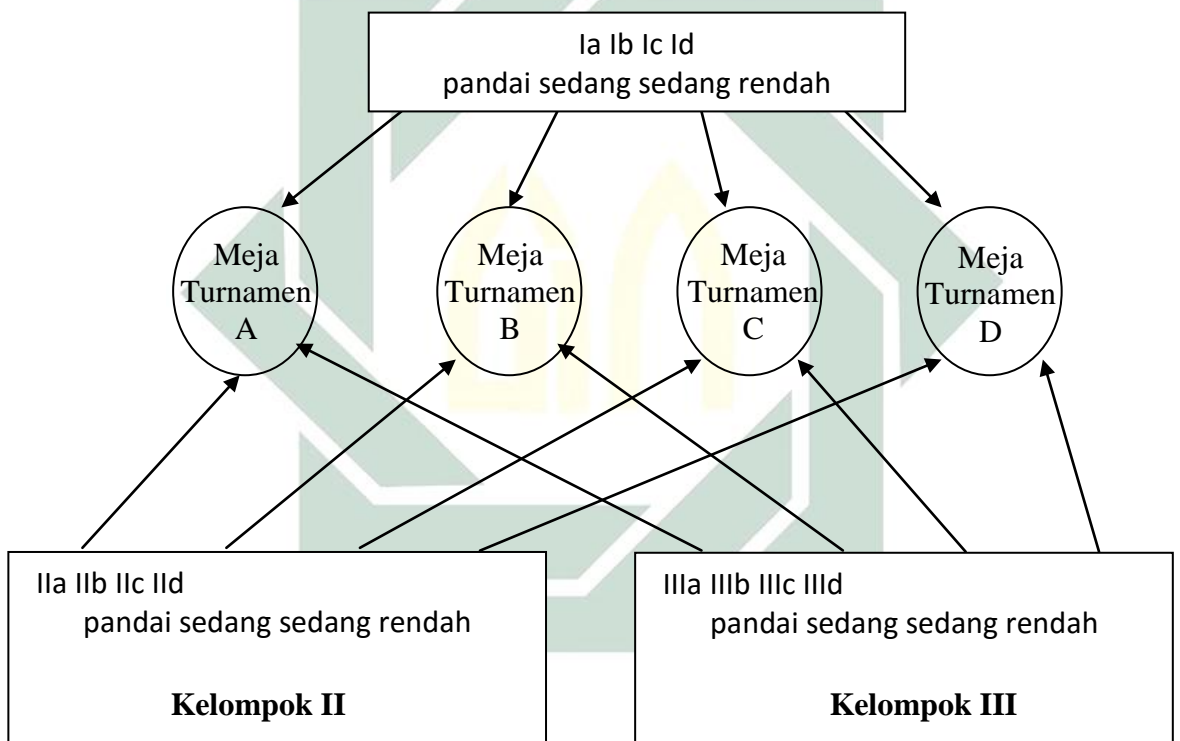 Ia Ib Ic Id
pandai sedang sedang rendah
Meja
Turnamen
A
Meja
Turnamen
B
Meja
Turnamen
C
Meja
Turnamen
D
IIa IIb IIc IId
pandai sedang sedang rendah
Kelompok II
IIIa IIIb IIIc IIId
pandai sedang sedang rendah
Kelompok III